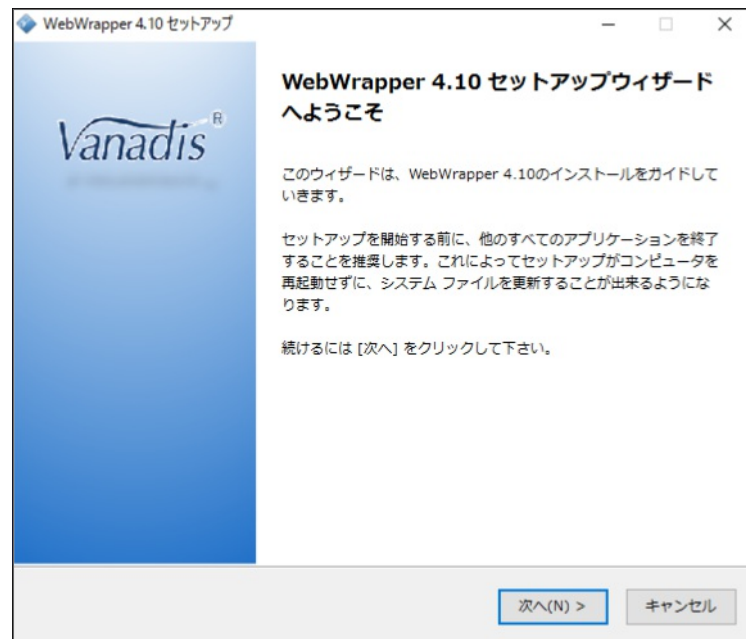 WebWrapper 4.10 セットアップ
Vanadis®
WebWrapper 4.10 セットアップウィザード
へようこそ
このウィザードは、WebWrapper 4.10のインストールをガイドして
いきます。
セットアップを開始する前に、他のすべてのアプリケーションを終了
することを推奨します。これによってセットアップがコンピュータを
再起動せずに、システム ファイルを更新することが出来るようにな
ります。
続けるには [次へ] をクリックして下さい。
次へ(N) >
キャンセル